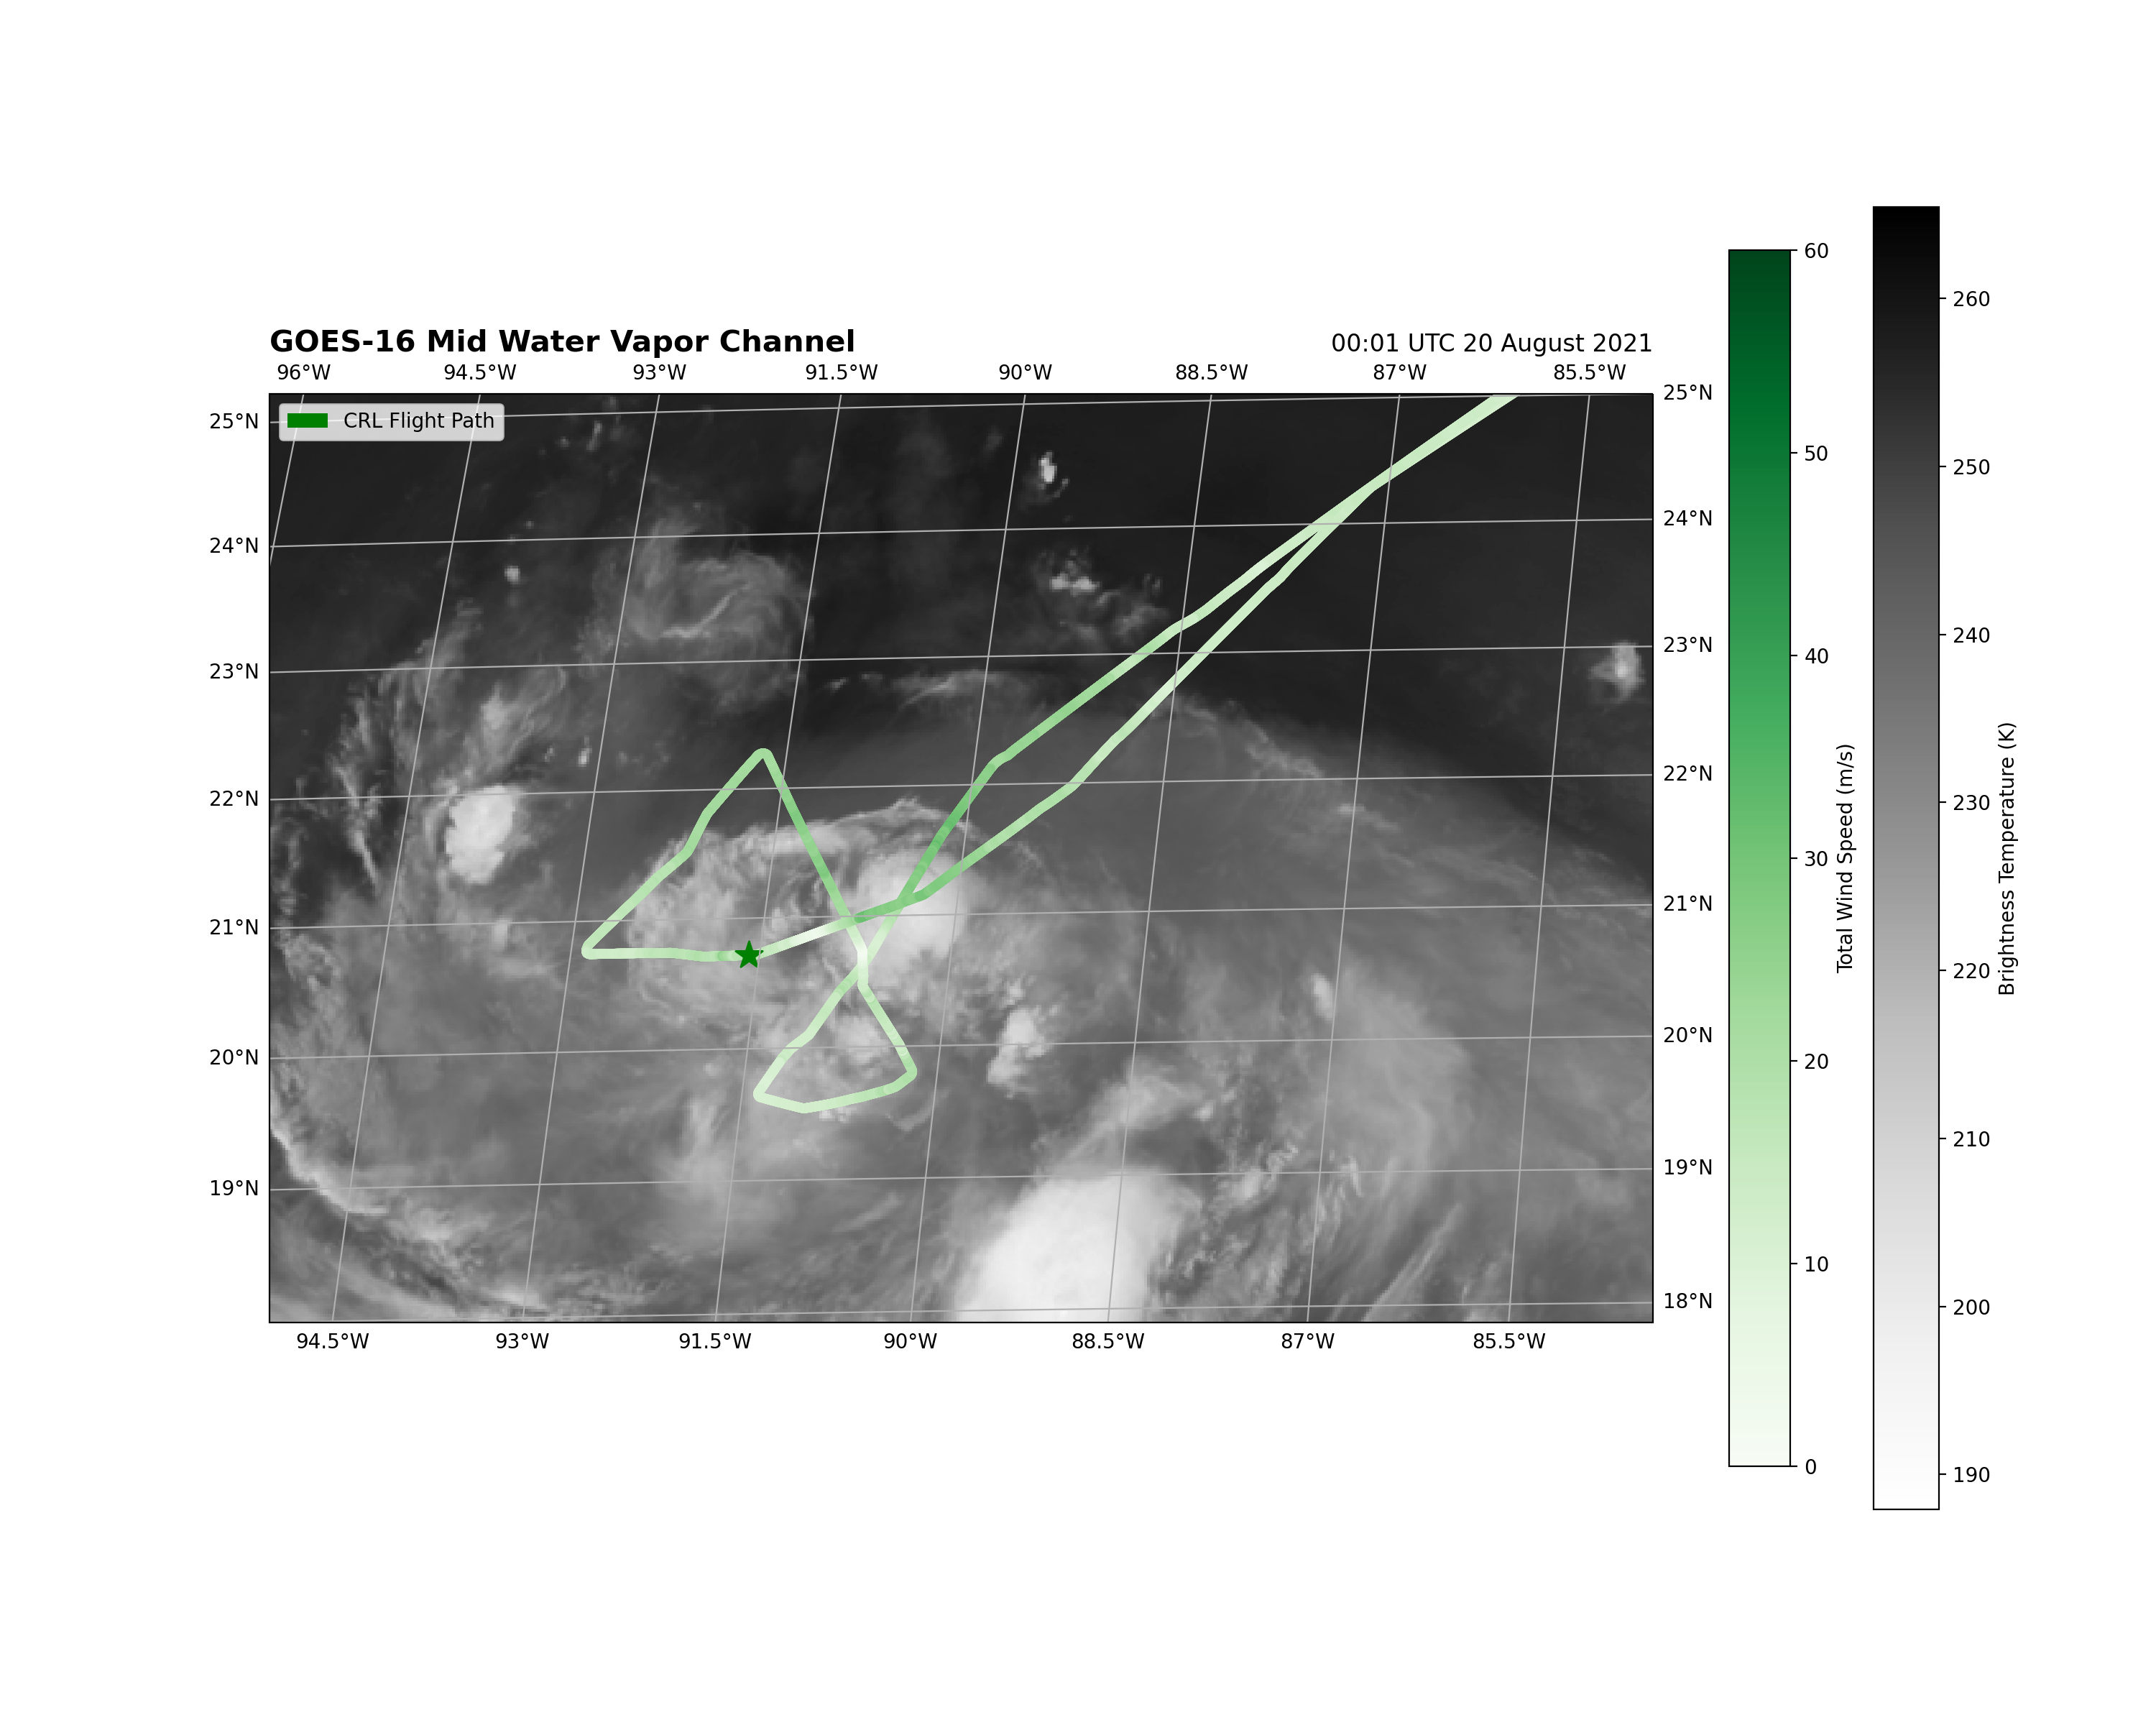 GOES-16 Mid Water Vapor Channel
00:01 UTC 20 August 2021
96°W 94.5°W 93°W 91.5°W 90°W 88.5°W 87°W 85.5°W
CRL Flight Path
25°N
24°N
23°N
22°N
21°N
20°N
19°N
25°N
24°N
23°N
22°N
21°N
20°N
19°N
18°N
94.5°W 93°W 91.5°W 90°W 88.5°W 87°W 85.5°W
60
50
40
30
20
10
0
Total Wind Speed (m/s)
260
250
240
230
220
210
200
190
Brightness Temperature (K)